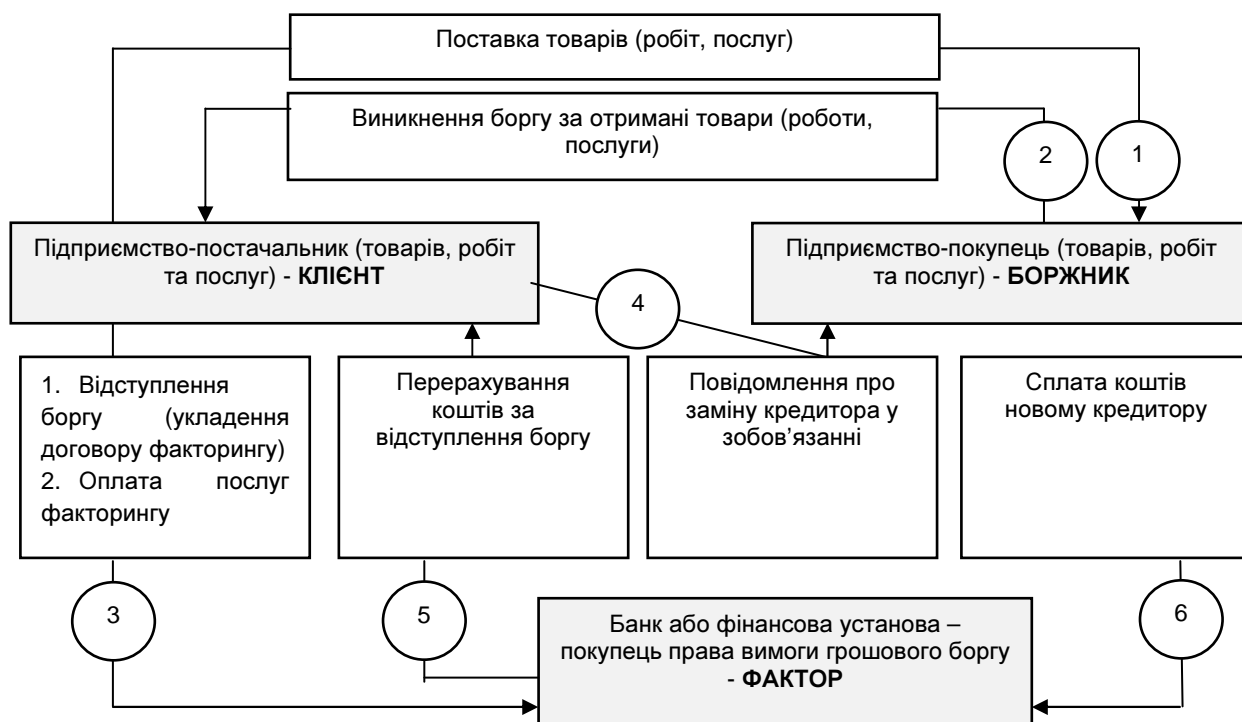 Поставка товарів (робіт, послуг)
Виникнення боргу за отримані товари (роботи,
послуги)
2
1
Підприємство-постачальник (товарів, робіт
та послуг) - КЛІЄНТ
Підприємство-покупець (товарів, робіт
та послуг) - БОРЖНИК
4
1. Відступлення
боргу (укладення
договору факторингу)
2. Оплата послуг
факторингу
Перерахування
коштів за
відступлення боргу
Повідомлення про
заміну кредитора у
зобов’язанні
Сплата коштів
новому кредитору
3
5
6
Банк або фінансова установа –
покупець права вимоги грошового боргу
- ФАКТОР